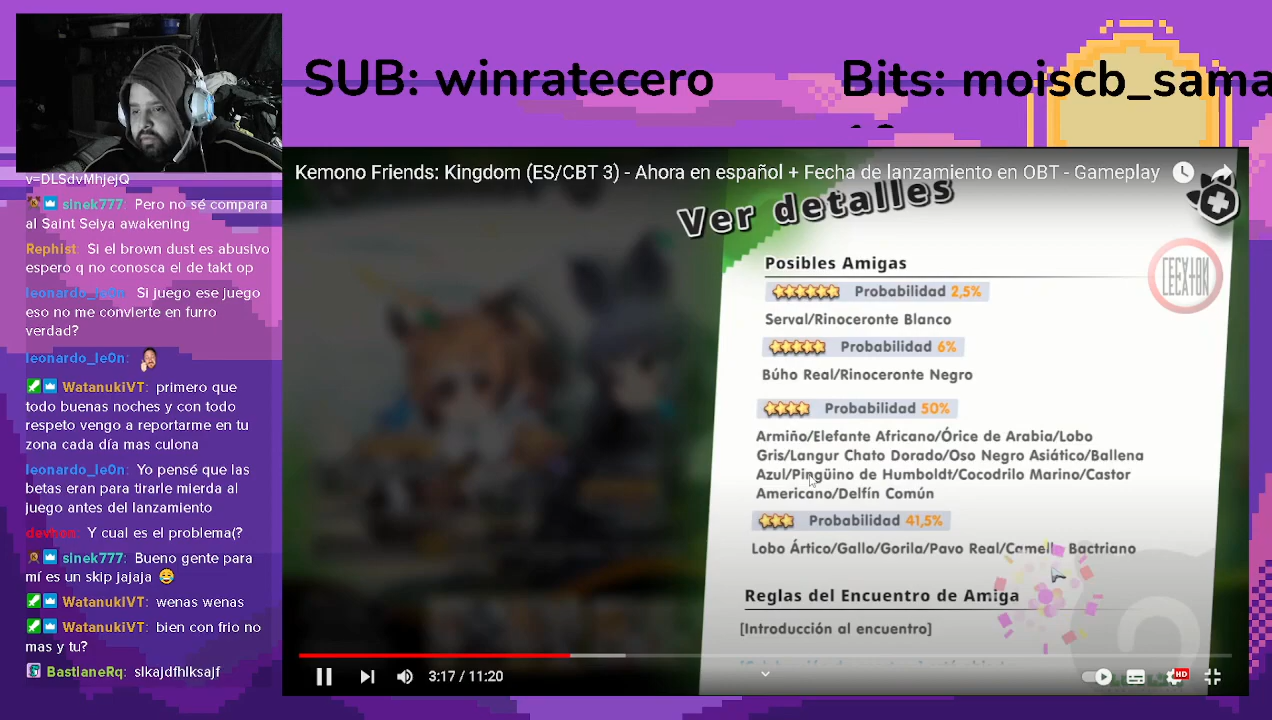 SUB: winratecero
Bits: moiscb_sama
v=DLSdvMhjejQ
sinek777: Pero no sé compara
al Saint Seiya awakening
Rephist: Si el brown dust es abusivo
espero q no conosca el de takt op
leonardo_le0n: Si juego ese juego
eso no me convierte en furro
verdad?
leonardo_le0n:
WatanukiVT: primero que
todo buenas noches y con todo
respeto vengo a reportarme en tu
zona cada día mas culona
leonardo_le0n: Yo pensé que las
betas eran para tirarle mierda al
juego antes del lanzamiento
devhon: Y cual es el problema(?
sinek777: Bueno gente para
mí es un skip jajaja 😂
WatanukiVT: wenas wenas
WatanukiVT: bien con frio no
mas y tu?
BastianeRq: slkajdfhlksajf
Kemono Friends: Kingdom (ES/CBT 3) - Ahora en español + Fecha de lanzamiento en OBT - Gameplay
Ver detalles
LECXTON
Posibles Amigas
Probabilidad 2,5%
Serval/Rinoceronte Blanco
Probabilidad 6%
Búho Real/Rinoceronte Negro
Probabilidad 50%
Armiño/Elefante Africano/Órice de Arabia/Lobo
Gris/Langur Chato Dorado/Oso Negro Asiático/Ballena
Azul/Pingüino de Humboldt/Cocodrilo Marino/Castor
Americano/Delfín Común
Probabilidad 41,5%
Lobo Ártico/Gallo/Gorila/Pavo Real/Camello Bactriano
Reglas del Encuentro de Amiga
[Introducción al encuentro]
3:17 / 11:20
HD